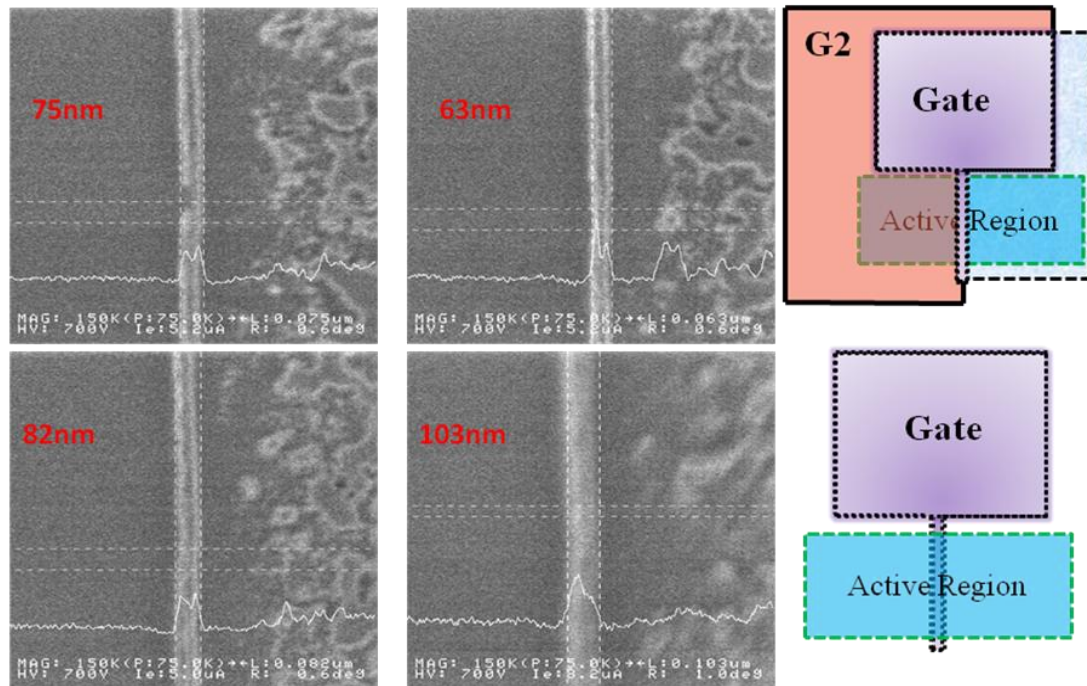 75nm
MAG: 150K(P:75.0K)→←L:0.075um
HV: 700V Ie:5.2uA R: 0.6deg
63nm
MAG: 150K(P:75.0K)→←L:0.063um
HV: 700V Ie:5.2uA R: 0.6deg
G2
Gate
Active Region
82nm
MAG: 150K(P:75.0K)→←L:0.082um
HV: 700V Ie:5.0uA R: 0.6deg
103nm
MAG: 150K(P:75.0K)→←L:0.103um
HV: 700V Ie:8.2uA R: 1.0deg
Gate
Active Region